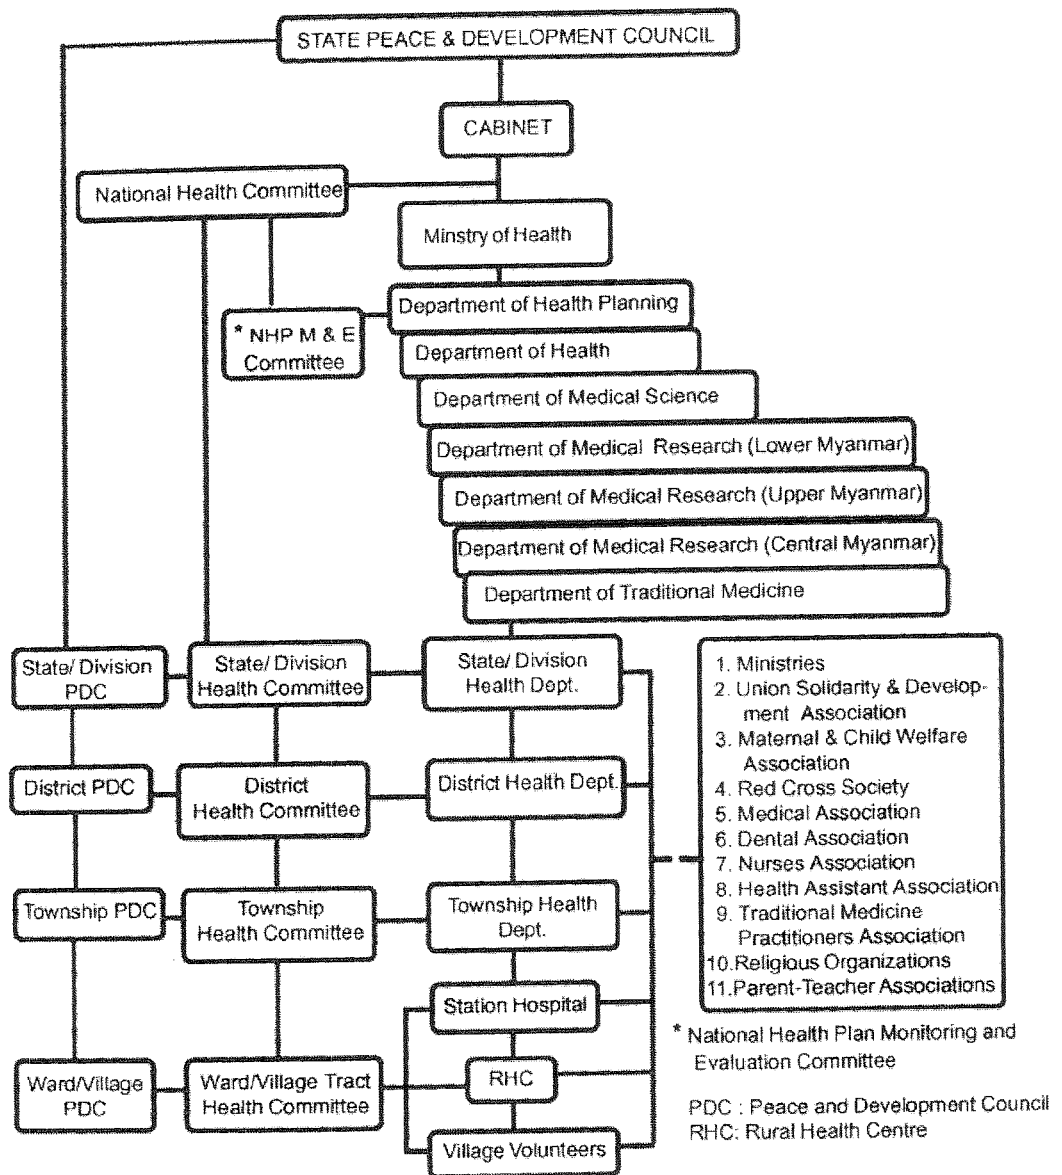 STATE PEACE & DEVELOPMENT COUNCIL
CABINET
National Health Committee
Minstry of Health
Department of Health Planning
* NHP M & E
Committee
Department of Health
Department of Medical Science
Department of Medical Research (Lower Myanmar)
Department of Medical Research (Upper Myanmar)
Department of Medical Research (Central Myanmar)
Department of Traditional Medicine
State/ Division
PDC
State/ Division
Health Committee
State/ Division
Health Dept.
District PDC
District
Health Committee
District Health Dept.
Township PDC
Township
Health Committee
Township Health
Dept.
Station Hospital
Ward/Village
PDC
Ward/Village Tract
Health Committee
RHC
Village Volunteers
1. Ministries
2. Union Solidarity & Develop-
ment Association
3. Maternal & Child Welfare
Association
4. Red Cross Society
5. Medical Association
6. Dental Association
7. Nurses Association
8. Health Assistant Association
9. Traditional Medicine
Practitioners Association
10. Religious Organizations
11. Parent-Teacher Associations
* National Health Plan Monitoring and
Evaluation Committee
PDC : Peace and Development Council
RHC: Rural Health Centre